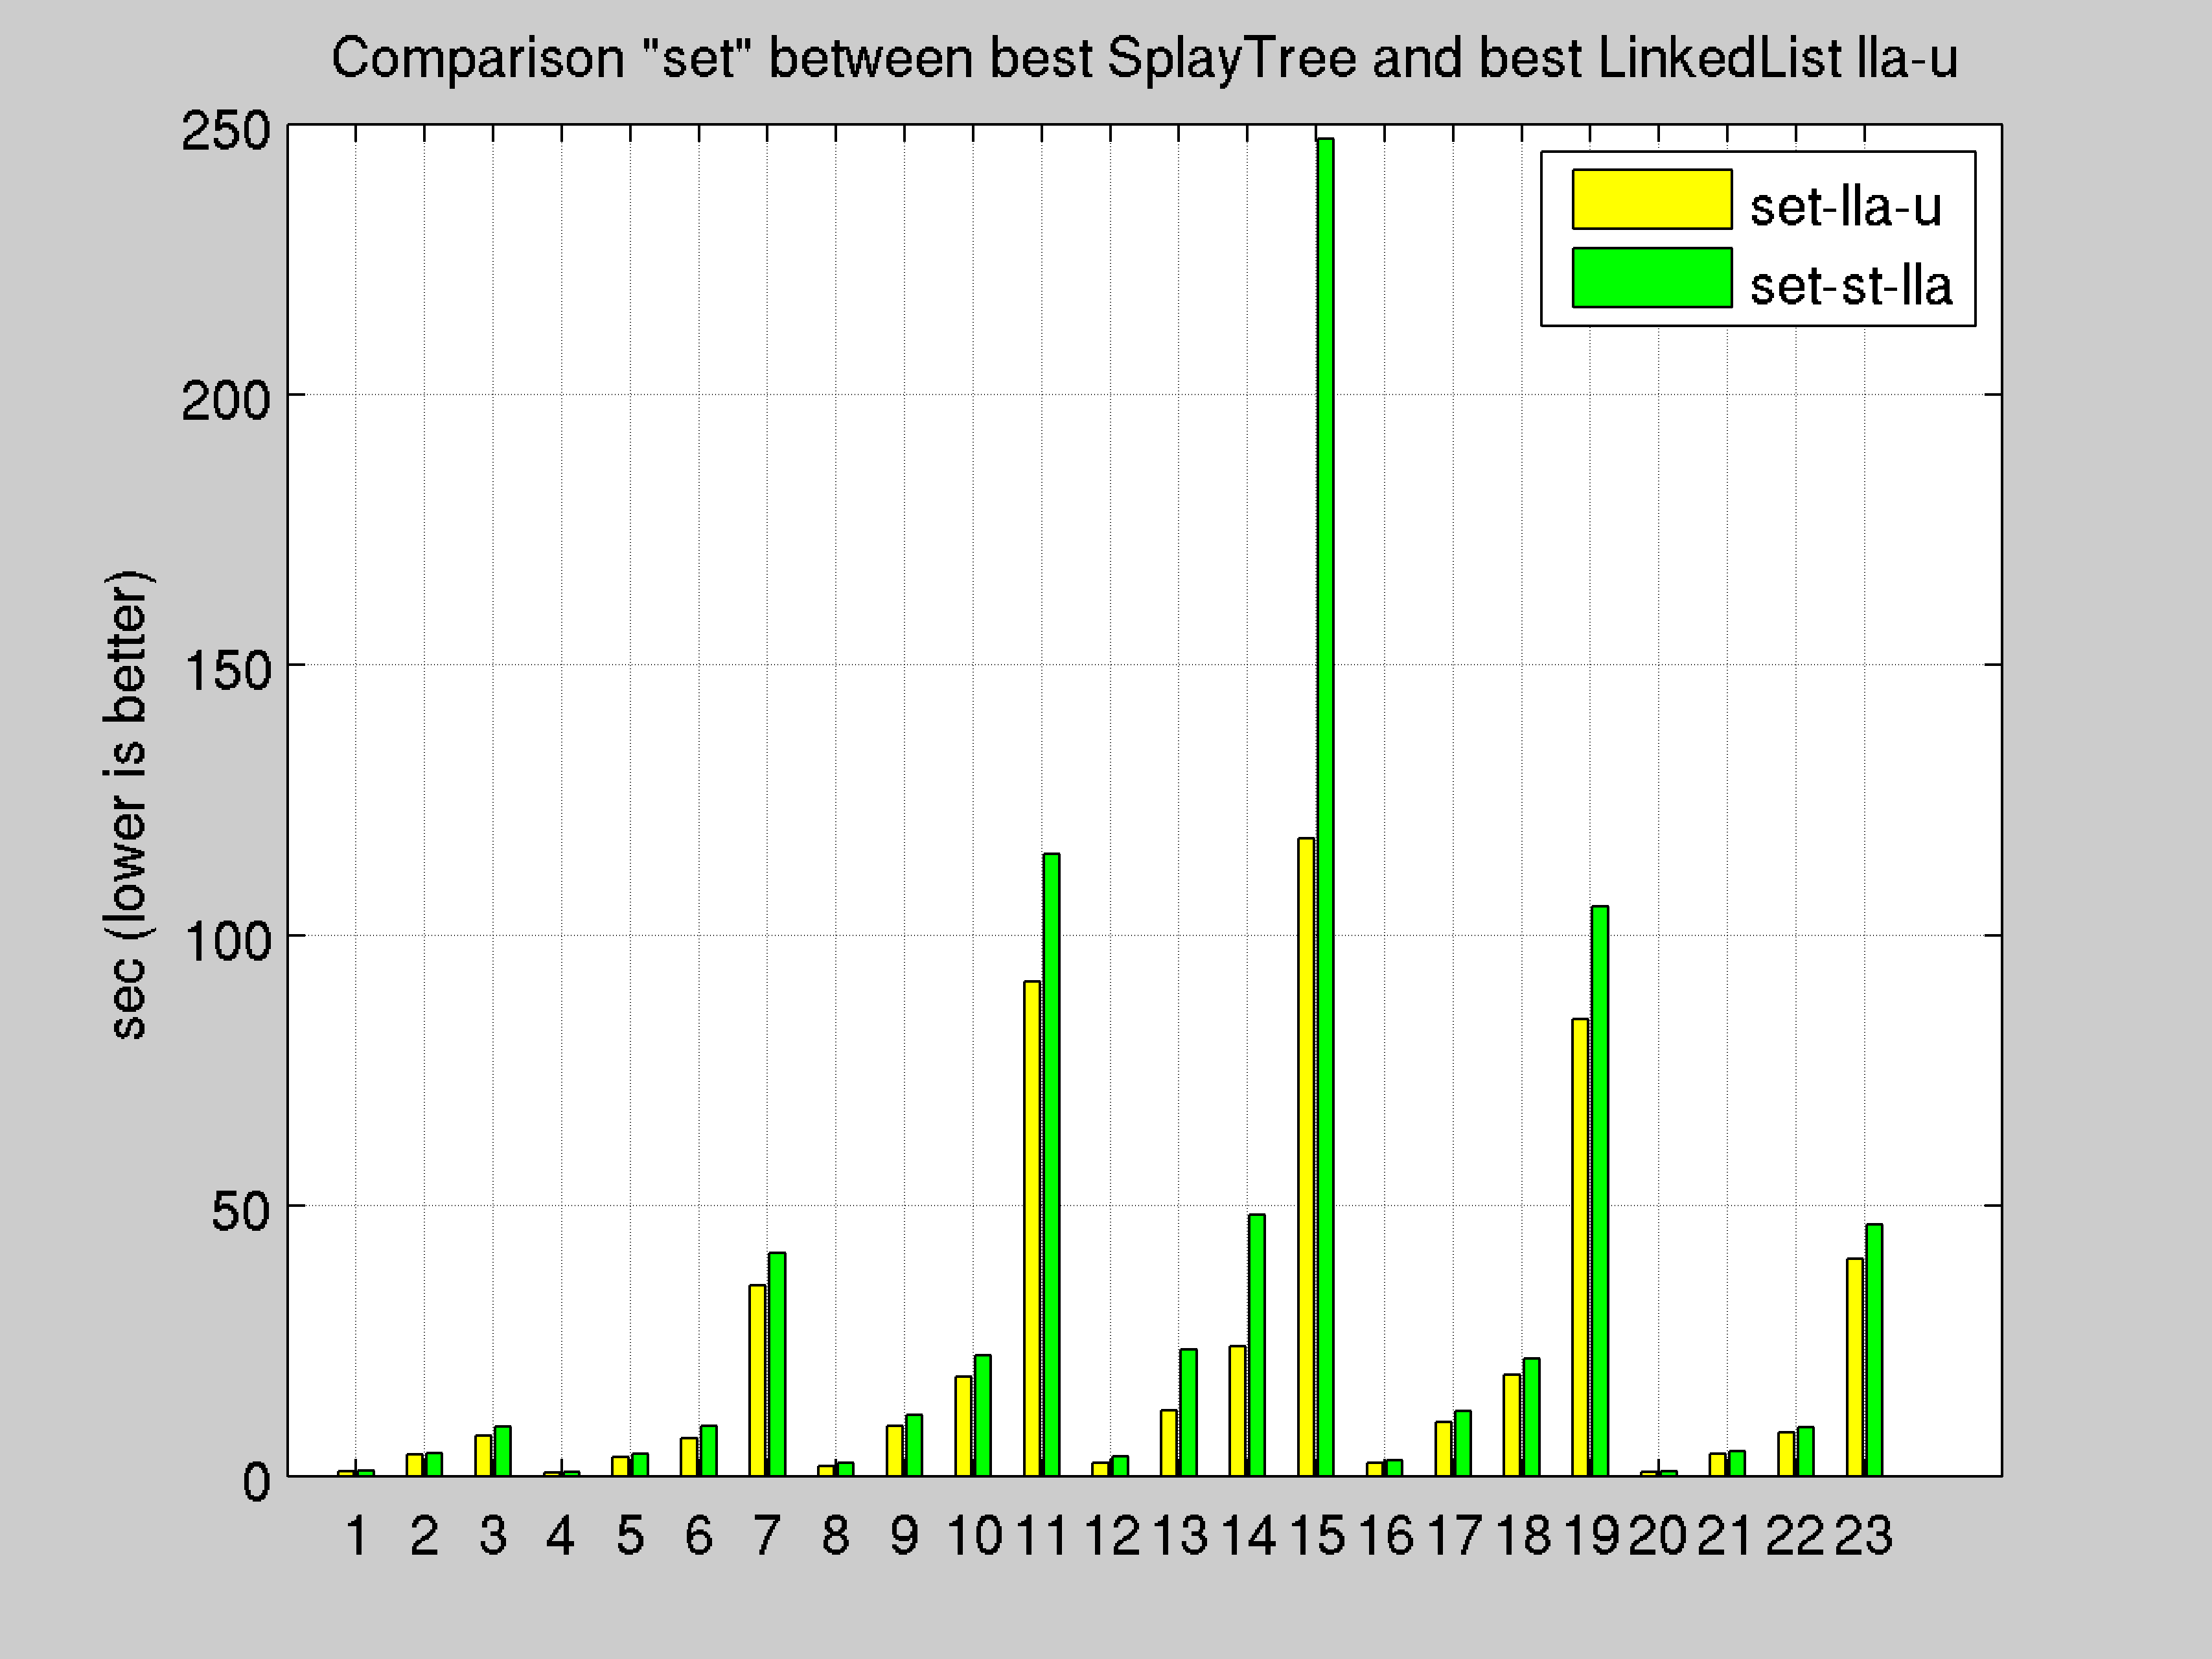 Comparison "set" between best SplayTree and best LinkedList lla-u
250
set-lla-u
set-st-lla
200
150
sec (lower is better)
100
50
0
1 2 3 4 5 6 7 8 9 10 11 12 13 14 15 16 17 18 19 20 21 22 23